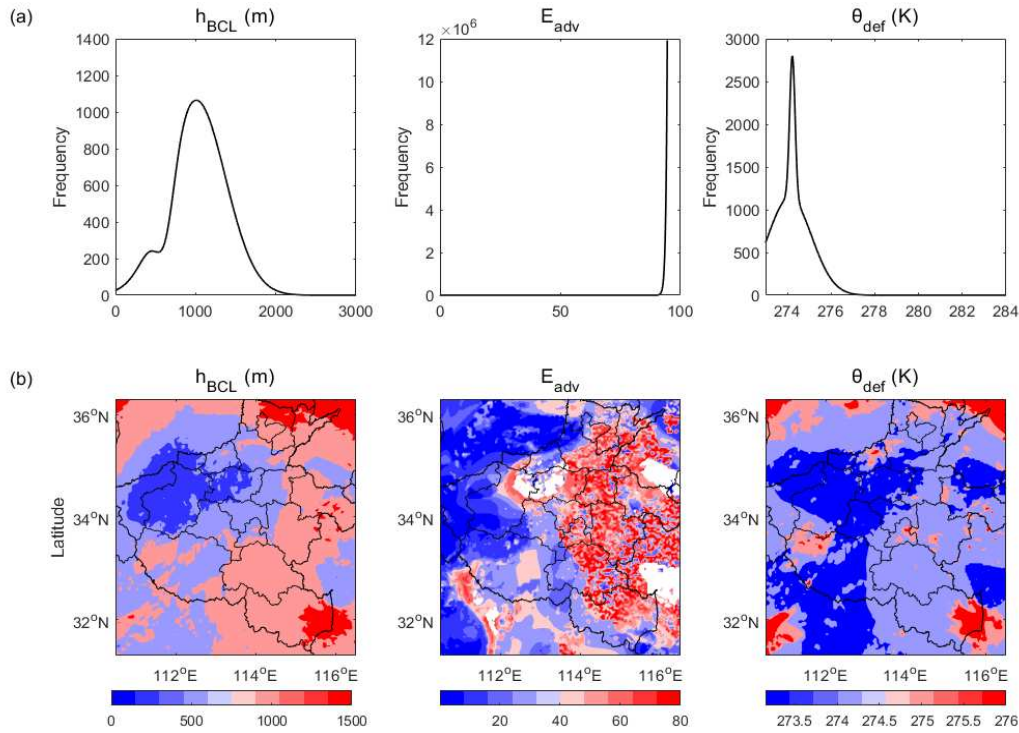 (a)
h_BCL (m)
E_adv
θ_def (K)
Frequency
1400
1200
1000
800
600
400
200
0
0 1000 2000 3000
× 10^6
Frequency
12
10
8
6
4
2
0
0 50 100
Frequency
3000
2500
2000
1500
1000
500
0
274 276 278 280 282 284
(b)
h_BCL (m)
E_adv
θ_def (K)
Latitude
36°N
34°N
32°N
112°E 114°E 116°E
0 500 1000 1500
36°N
34°N
32°N
112°E 114°E 116°E
20 40 60 80
36°N
34°N
32°N
112°E 114°E 116°E
273.5 274 274.5 275 275.5 276